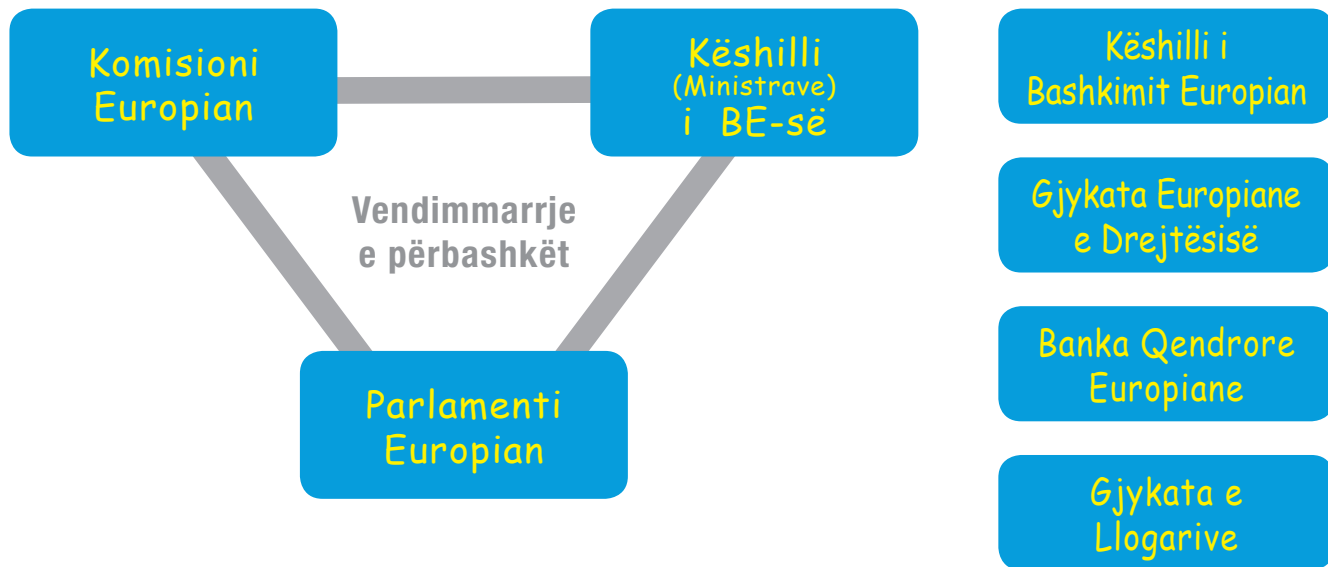 Komisioni
Europian
Këshilli
(Ministrave)
i BE-së
Vendimmarrje
e përbashkët
Parlamenti
Europian
Këshilli i
Bashkimit Europian
Gjykata Europiane
e Drejtësisë
Banka Qendrore
Europiane
Gjykata e
Llogarive